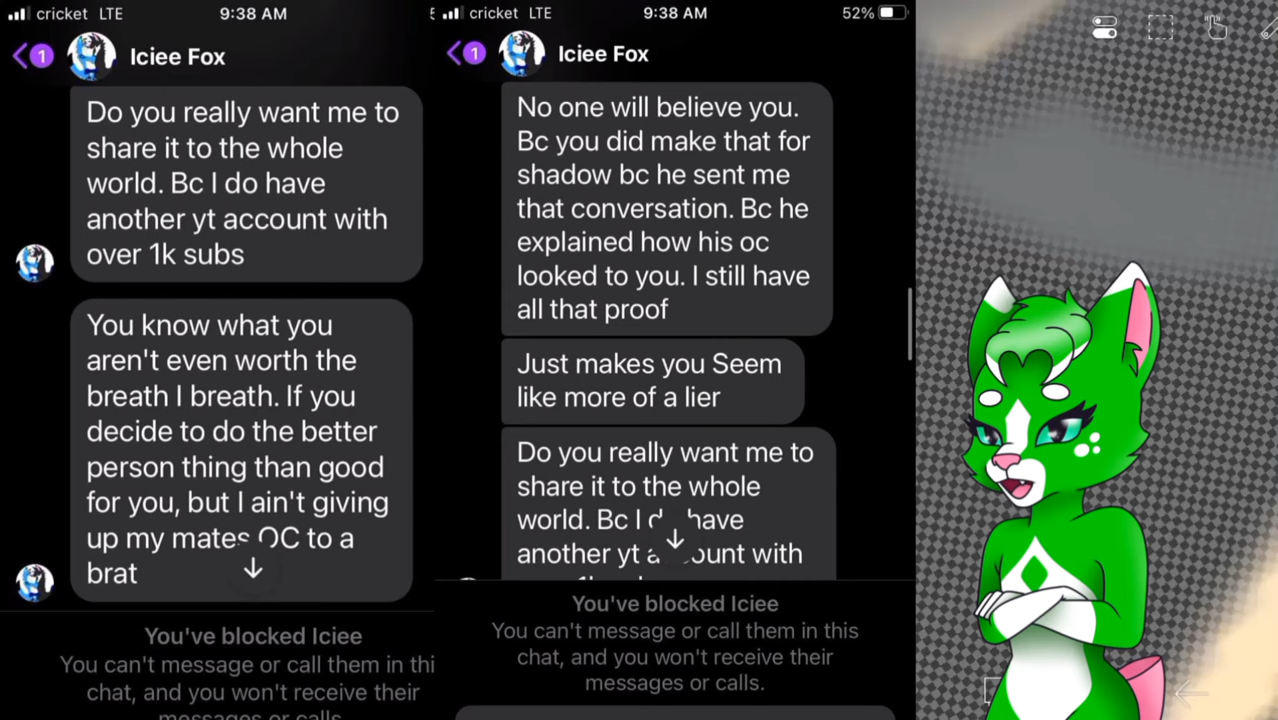 cricket LTE 9:38 AM
1 Iciee Fox
Do you really want me to
share it to the whole
world. Bc I do have
another yt account with
over 1k subs
You know what you
aren't even worth the
breath I breath. If you
decide to do the better
person thing than good
for you, but I ain't giving
up my mates OC to a
brat
You've blocked Iciee
You can't message or call them in thi
chat, and you won't receive their
messages or calls.
cricket LTE 9:38 AM 52%
1 Iciee Fox
No one will believe you.
Bc you did make that for
shadow bc he sent me
that conversation. Bc he
explained how his oc
looked to you. I still have
all that proof
Just makes you Seem
like more of a lier
Do you really want me to
share it to the whole
world. Bc I have
another yt account with
You've blocked Iciee
You can't message or call them in this
chat, and you won't receive their
messages or calls.